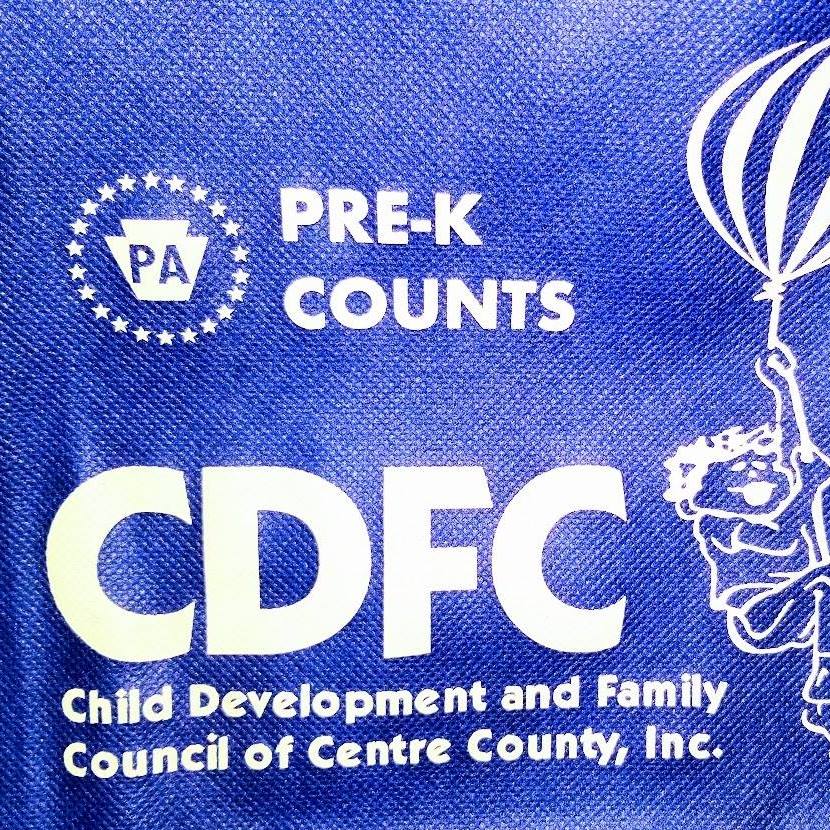 PA
PRE-K
COUNTS
CDFC
Child Development and Family
Council of Centre County, Inc.